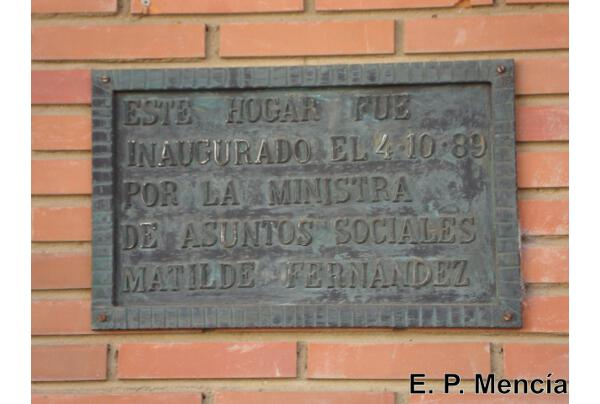 ESTE HOGAR FUE
INAUGURADO EL 4·10·89
POR LA MINISTRA
DE ASUNTOS SOCIALES
MATILDE FERNANDEZ
E. P. Mencía